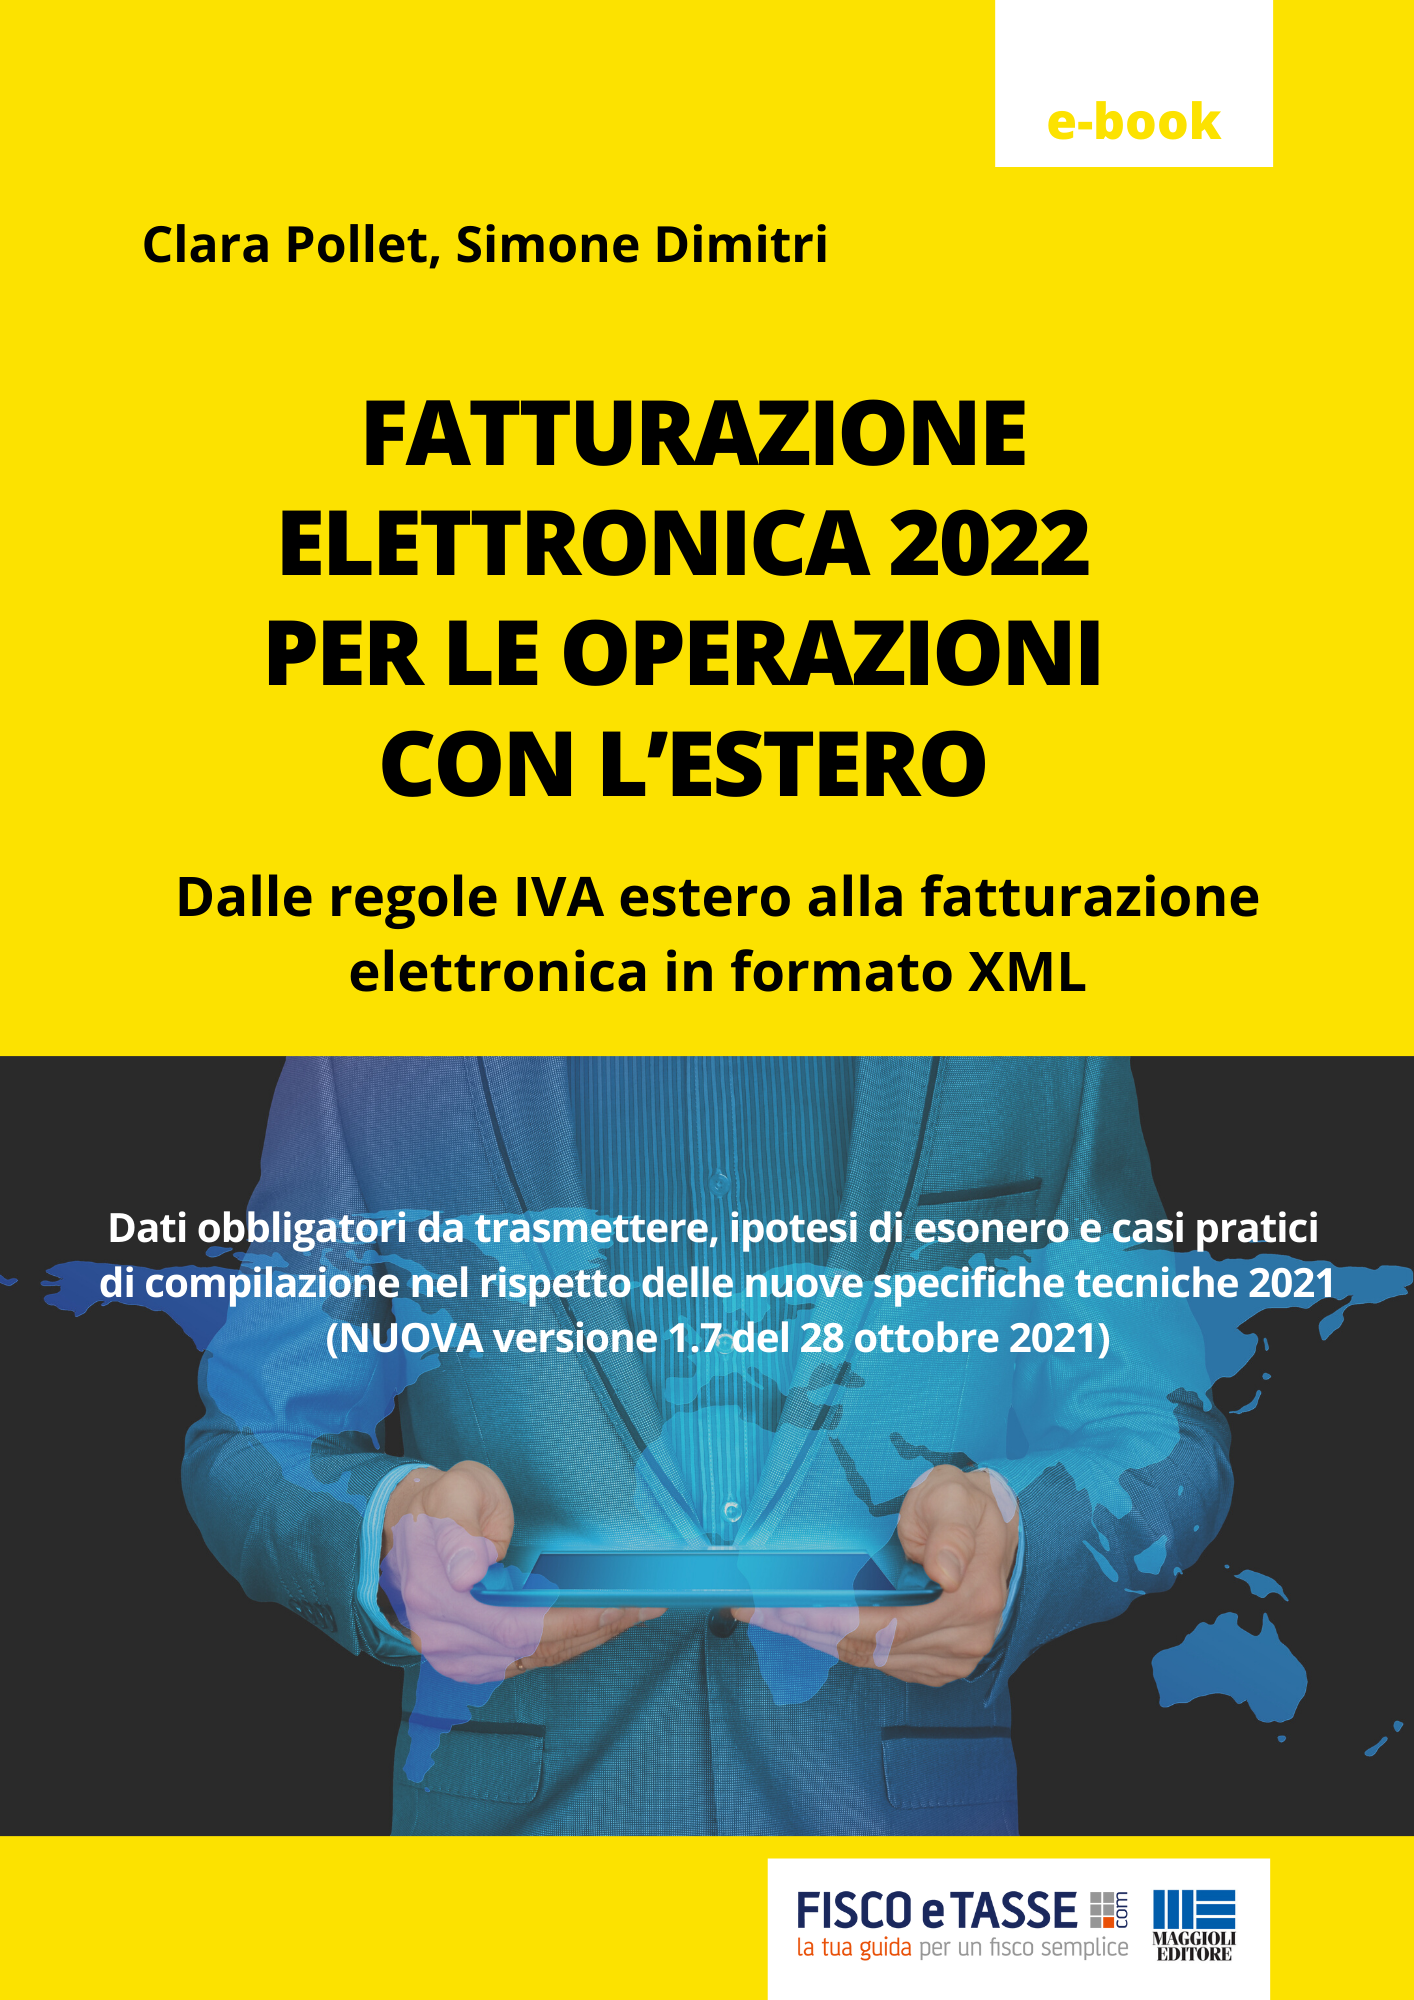 e-book
Clara Pollet, Simone Dimitri
FATTURAZIONE
ELETTRONICA 2022
PER LE OPERAZIONI
CON L’ESTERO
Dalle regole IVA estero alla fatturazione
elettronica in formato XML
Dati obbligatori da trasmettere, ipotesi di esonero e casi pratici
di compilazione nel rispetto delle nuove specifiche tecniche 2021
(NUOVA versione 1.7 del 28 ottobre 2021)
FISCO e TASSE com
la tua guida per un fisco semplice
MAGGIOLI
EDITORE